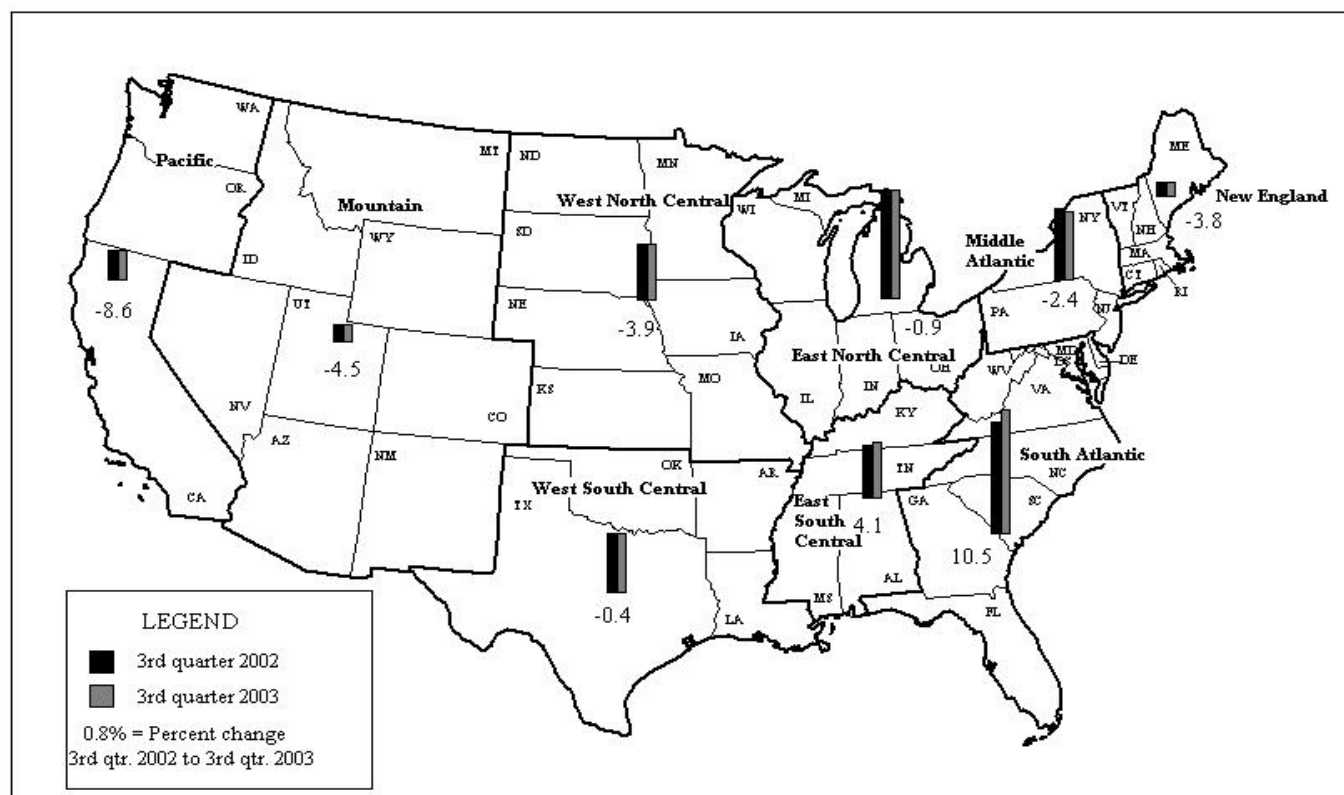 WA
Pacific
OR
MT
ID
Mountain
WY
ND
MN
West North Central
SD
WI
MI
NE
ME
New England
-3.8
VT
NH
NY
MA
CT
RI
Middle
Atlantic
-2.4
PA
NJ
-8.6
UT
-4.5
-3.9
IA
-0.9
East North Central
OH
MD
DE
WV
VA
NV
CO
KS
MO
IL
IN
KY
CA
AZ
NM
OK
AR
TN
South Atlantic
NC
SC
West South Central
TX
East
South
Central
4.1
GA
10.5
MS
AL
LA
FL
-0.4
LEGEND
3rd quarter 2002
3rd quarter 2003
0.8% = Percent change
3rd qtr. 2002 to 3rd qtr. 2003